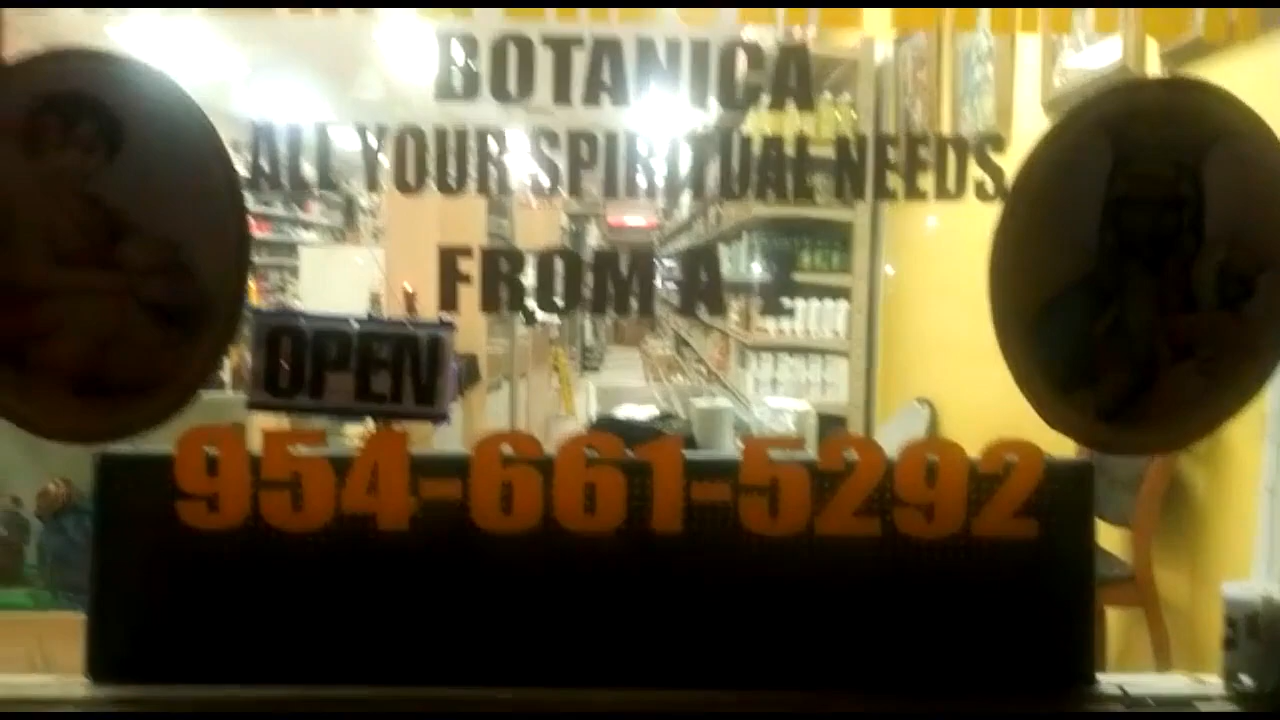 BOTANICA
ALL YOUR SPIRITUAL NEEDS
FROM A Z
OPEN
954-661-5292